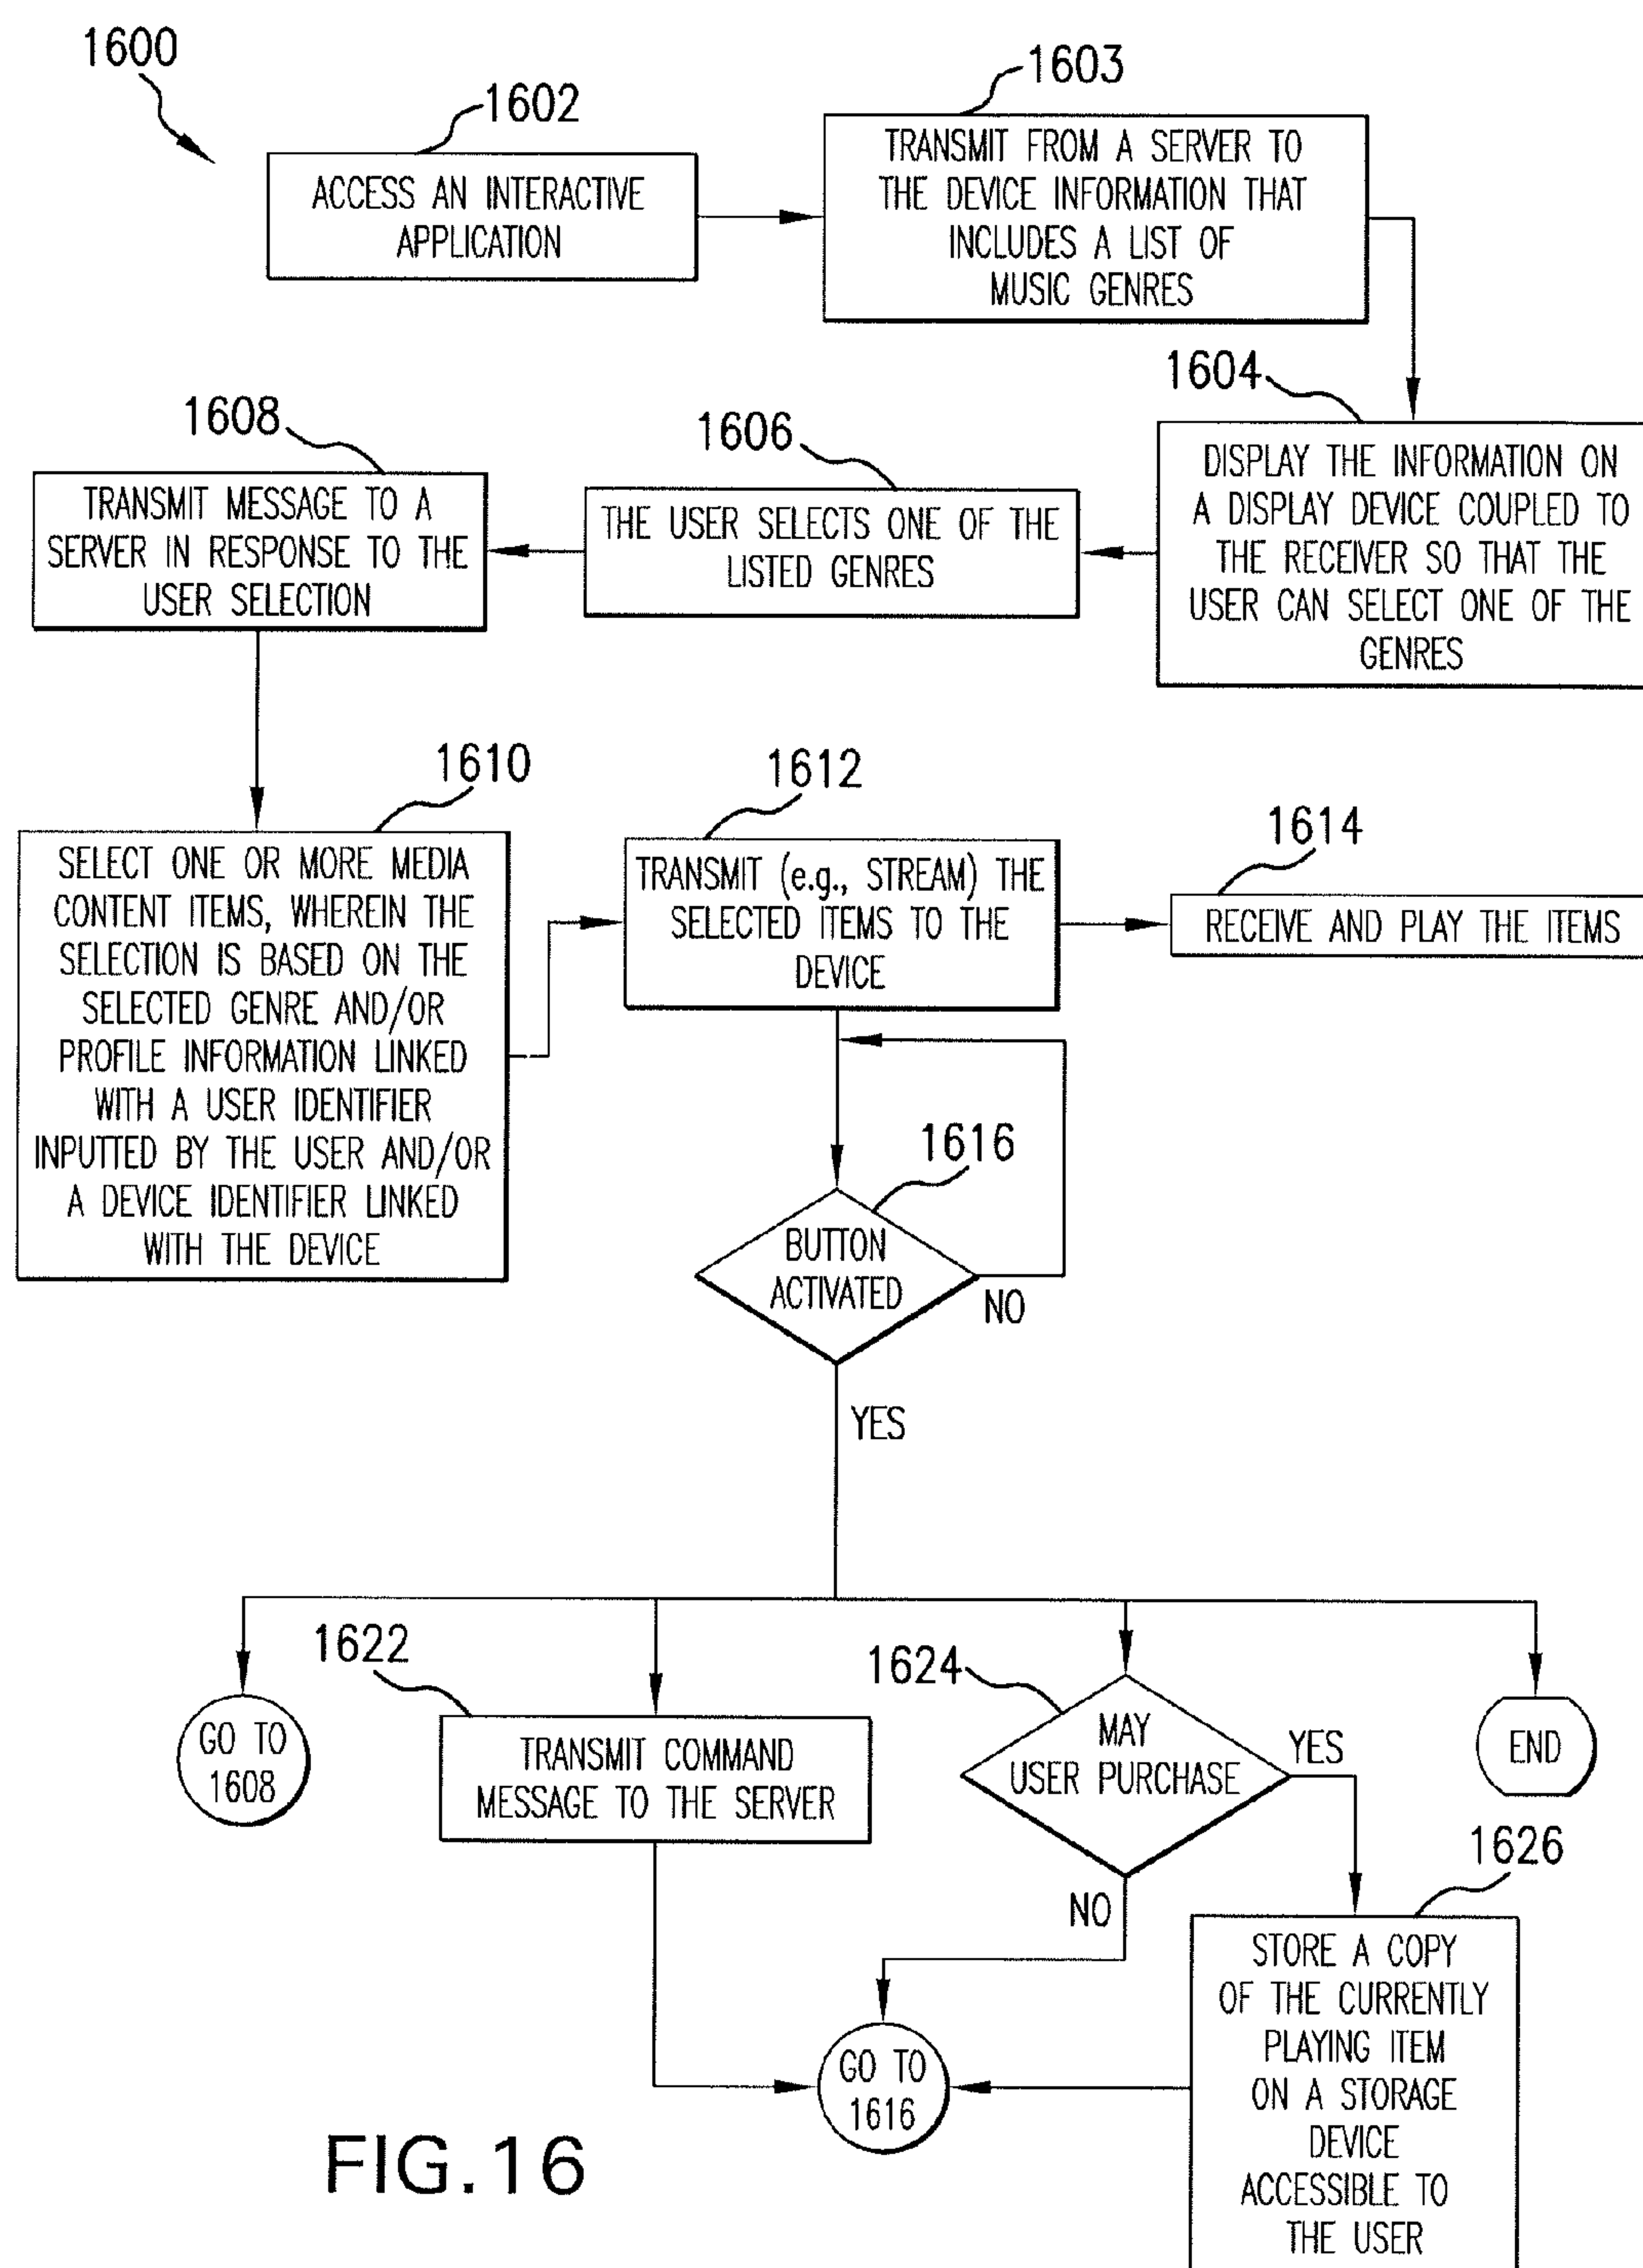 1600
1602
ACCESS AN INTERACTIVE
APPLICATION
1603
TRANSMIT FROM A SERVER TO
THE DEVICE INFORMATION THAT
INCLUDES A LIST OF
MUSIC GENRES
1604
DISPLAY THE INFORMATION ON
A DISPLAY DEVICE COUPLED TO
THE RECEIVER SO THAT THE
USER CAN SELECT ONE OF THE
GENRES
1606
THE USER SELECTS ONE OF THE
LISTED GENRES
1608
TRANSMIT MESSAGE TO A
SERVER IN RESPONSE TO THE
USER SELECTION
1610
SELECT ONE OR MORE MEDIA
CONTENT ITEMS, WHEREIN THE
SELECTION IS BASED ON THE
SELECTED GENRE AND/OR
PROFILE INFORMATION LINKED
WITH A USER IDENTIFIER
INPUTTED BY THE USER AND/OR
A DEVICE IDENTIFIER LINKED
WITH THE DEVICE
1612
TRANSMIT (e.g., STREAM) THE
SELECTED ITEMS TO THE
DEVICE
1614
RECEIVE AND PLAY THE ITEMS
1616
BUTTON
ACTIVATED
NO
YES
GO TO
1608
1622
TRANSMIT COMMAND
MESSAGE TO THE SERVER
1624
MAY
USER PURCHASE
YES
NO
END
1626
STORE A COPY
OF THE CURRENTLY
PLAYING ITEM
ON A STORAGE
DEVICE
ACCESSIBLE TO
THE USER
GO TO
1616
FIG.16